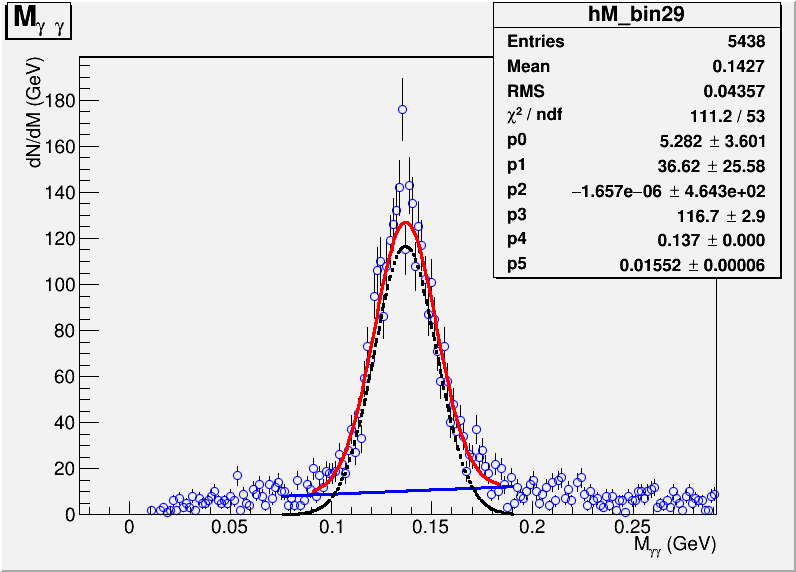 M γ γ
hM_bin29
Entries 5438
Mean 0.1427
RMS 0.04357
χ² / ndf 111.2 / 53
p0 5.282 ± 3.601
p1 36.62 ± 25.58
p2 −1.657e−06 ± 4.643e+02
p3 116.7 ± 2.9
p4 0.137 ± 0.000
p5 0.01552 ± 0.00006
dN/dM (GeV)
180
160
140
120
100
80
60
40
20
0
0 0.05 0.1 0.15 0.2 0.25
Mγγ (GeV)